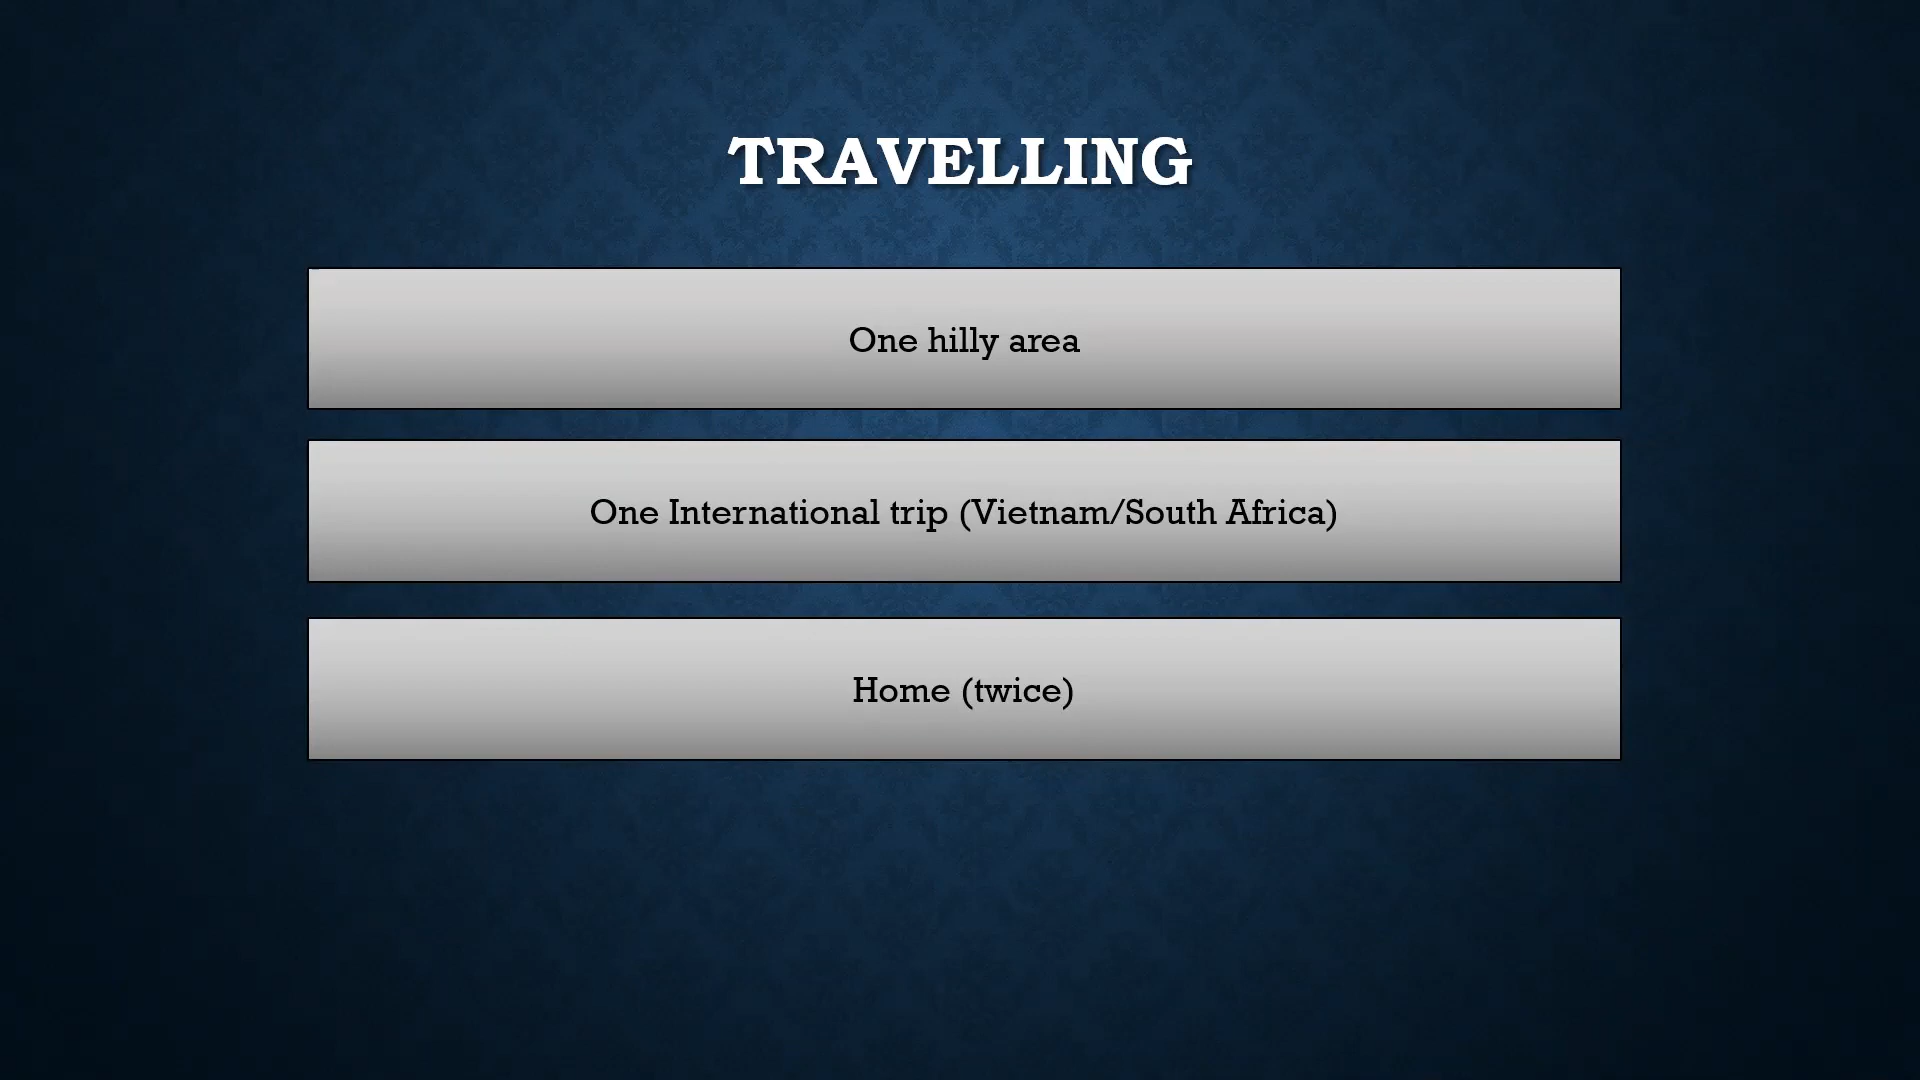 TRAVELLING
One hilly area
One International trip (Vietnam/South Africa)
Home (twice)